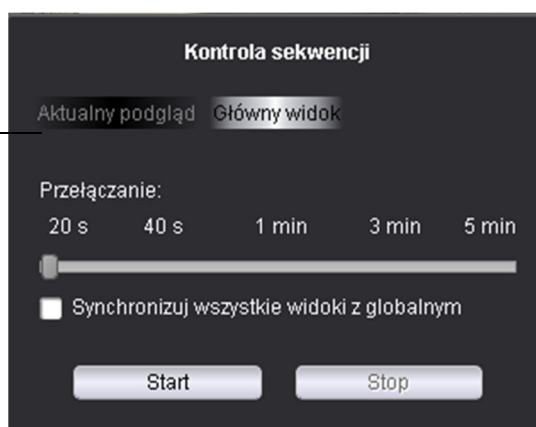 Kontrola sekwencji
Aktualny podgląd Główny widok
Przełączanie:
20 s 40 s 1 min 3 min 5 min
Synchronizuj wszystkie widoki z globalnym
Start Stop